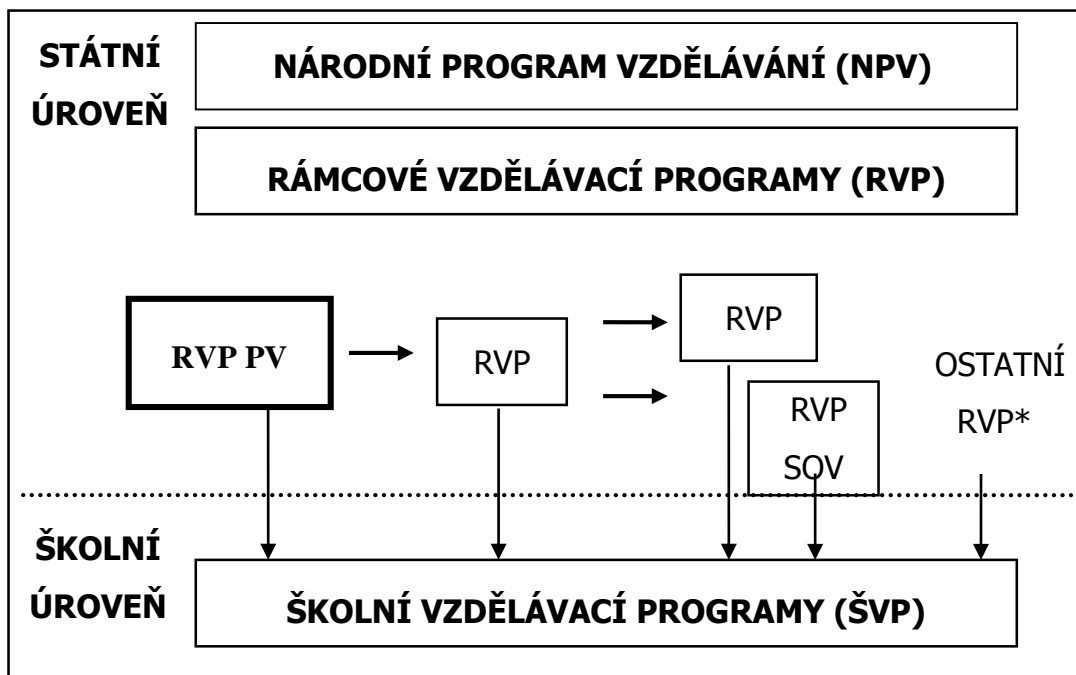 STÁTNÍ
ÚROVEŇ
NÁRODNÍ PROGRAM VZDĚLÁVÁNÍ (NPV)
RÁMCOVÉ VZDĚLÁVACÍ PROGRAMY (RVP)
RVP PV
RVP
RVP
RVP
SOV
OSTATNÍ
RVP*
ŠKOLNÍ
ÚROVEŇ
ŠKOLNÍ VZDĚLÁVACÍ PROGRAMY (ŠVP)